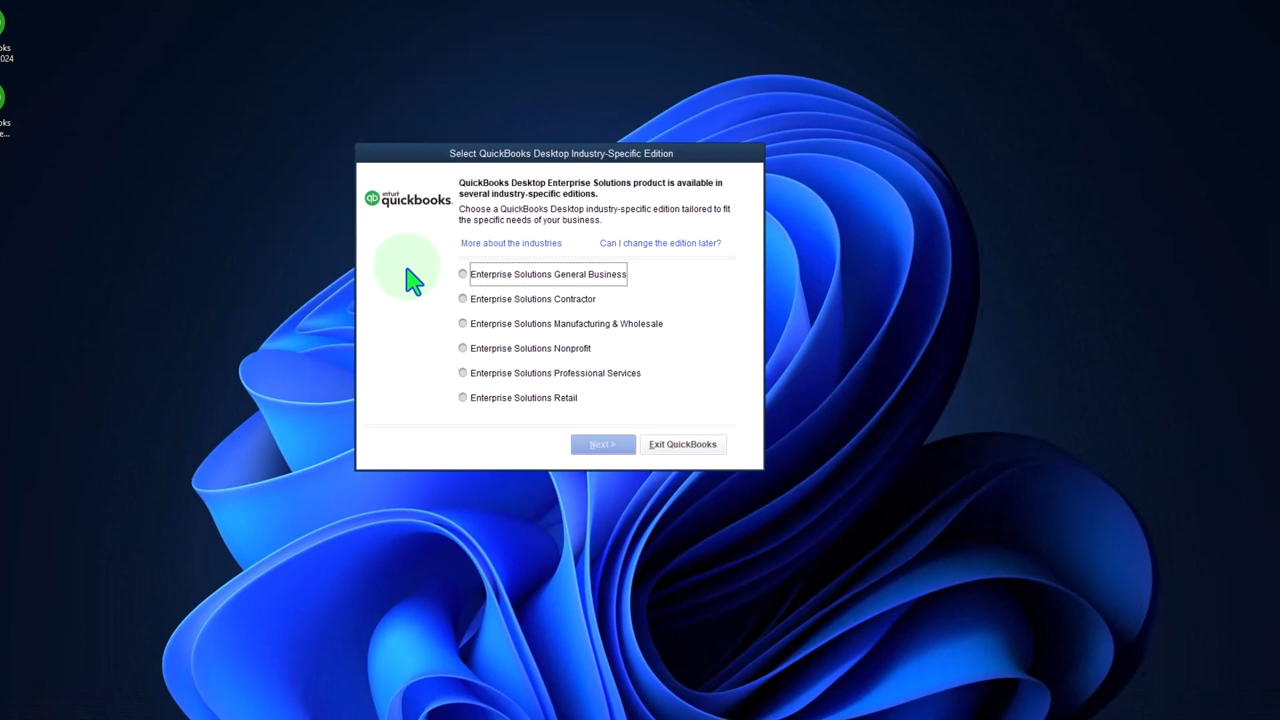 oks
024
oks
e...
Select QuickBooks Desktop Industry-Specific Edition
intuit
quickbooks.
QuickBooks Desktop Enterprise Solutions product is available in
several industry-specific editions.
Choose a QuickBooks Desktop industry-specific edition tailored to fit
the specific needs of your business.
More about the industries
Can I change the edition later?
Enterprise Solutions General Business
Enterprise Solutions Contractor
Enterprise Solutions Manufacturing & Wholesale
Enterprise Solutions Nonprofit
Enterprise Solutions Professional Services
Enterprise Solutions Retail
Next >
Exit QuickBooks